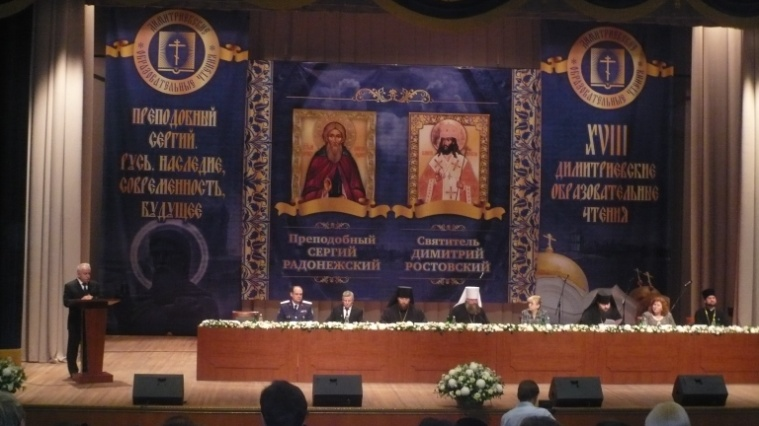 ДИМИТРИЕВСКИЕ
ОБРАЗОВАТЕЛЬНЫЕ ЧТЕНИЯ
ПРЕПОДОБНЫЙ
СЕРГИЙ.
РУСЬ. НАСЛЕДИЕ,
СОВРЕМЕННОСТЬ,
БУДУЩЕЕ
Преподобный
СЕРГИЙ
РАДОНЕЖСКИЙ
Святитель
ДИМИТРИЙ
РОСТОВСКИЙ
ДИМИТРИЕВСКИЕ
ОБРАЗОВАТЕЛЬНЫЕ ЧТЕНИЯ
XVIII
ДИМИТРИЕВСКИЕ
ОБРАЗОВАТЕЛЬНЫЕ
ЧТЕНИЯ